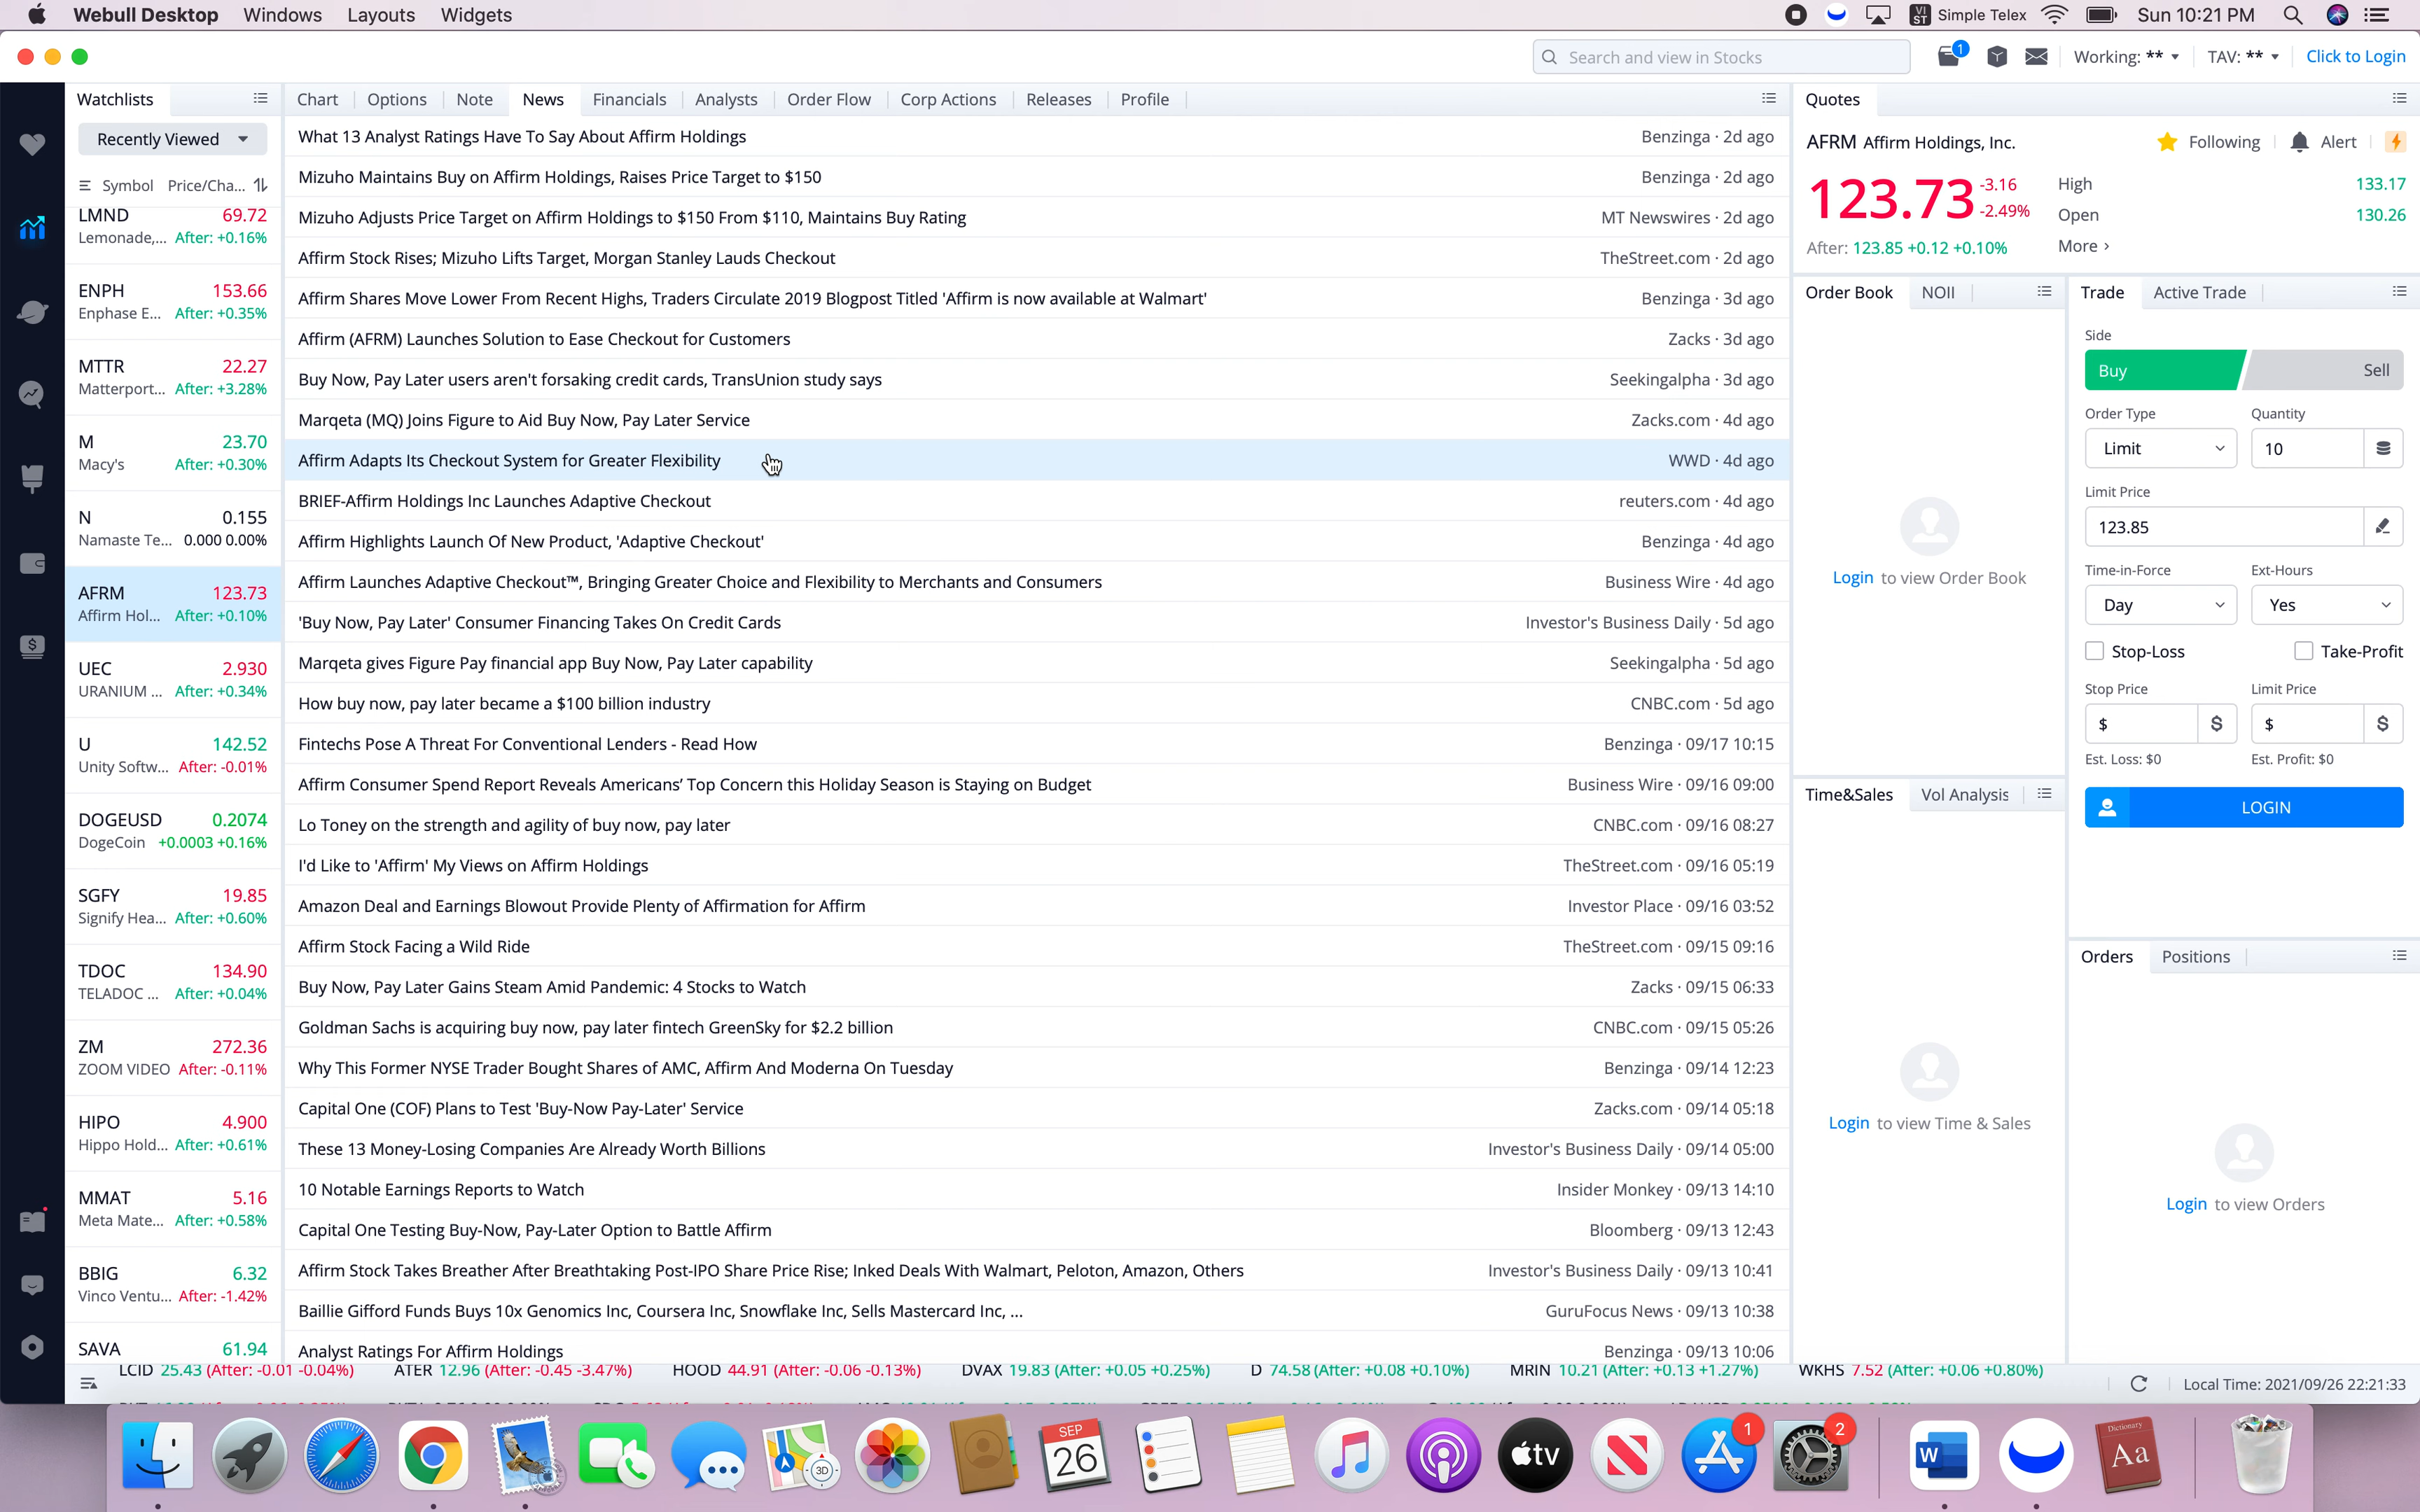 Webull Desktop Windows Layouts Widgets
VI ST Simple Telex Sun 10:21 PM
Search and view in Stocks
1
Working: ** TAV: ** Click to Login
Watchlists
Recently Viewed
Symbol Price/Cha...
LMND 69.72
Lemonade,... After: +0.16%
ENPH 153.66
Enphase E... After: +0.35%
MTTR 22.27
Matterport... After: +3.28%
M 23.70
Macy's After: +0.30%
N 0.155
Namaste Te... 0.000 0.00%
AFRM 123.73
Affirm Hol... After: +0.10%
UEC 2.930
URANIUM ... After: +0.34%
U 142.52
Unity Softw... After: -0.01%
DOGEUSD 0.2074
DogeCoin +0.0003 +0.16%
SGFY 19.85
Signify Hea... After: +0.60%
TDOC 134.90
TELADOC ... After: +0.04%
ZM 272.36
ZOOM VIDEO After: -0.11%
HIPO 4.900
Hippo Hold... After: +0.61%
MMAT 5.16
Meta Mate... After: +0.58%
BBIG 6.32
Vinco Ventu... After: -1.42%
SAVA 61.94
Chart Options Note News Financials Analysts Order Flow Corp Actions Releases Profile
What 13 Analyst Ratings Have To Say About Affirm Holdings Benzinga · 2d ago
Mizuho Maintains Buy on Affirm Holdings, Raises Price Target to $150 Benzinga · 2d ago
Mizuho Adjusts Price Target on Affirm Holdings to $150 From $110, Maintains Buy Rating MT Newswires · 2d ago
Affirm Stock Rises; Mizuho Lifts Target, Morgan Stanley Lauds Checkout TheStreet.com · 2d ago
Affirm Shares Move Lower From Recent Highs, Traders Circulate 2019 Blogpost Titled 'Affirm is now available at Walmart' Benzinga · 3d ago
Affirm (AFRM) Launches Solution to Ease Checkout for Customers Zacks · 3d ago
Buy Now, Pay Later users aren't forsaking credit cards, TransUnion study says Seekingalpha · 3d ago
Marqeta (MQ) Joins Figure to Aid Buy Now, Pay Later Service Zacks.com · 4d ago
Affirm Adapts Its Checkout System for Greater Flexibility WWD · 4d ago
BRIEF-Affirm Holdings Inc Launches Adaptive Checkout reuters.com · 4d ago
Affirm Highlights Launch Of New Product, 'Adaptive Checkout' Benzinga · 4d ago
Affirm Launches Adaptive Checkout™, Bringing Greater Choice and Flexibility to Merchants and Consumers Business Wire · 4d ago
'Buy Now, Pay Later' Consumer Financing Takes On Credit Cards Investor's Business Daily · 5d ago
Marqeta gives Figure Pay financial app Buy Now, Pay Later capability Seekingalpha · 5d ago
How buy now, pay later became a $100 billion industry CNBC.com · 5d ago
Fintechs Pose A Threat For Conventional Lenders - Read How Benzinga · 09/17 10:15
Affirm Consumer Spend Report Reveals Americans’ Top Concern this Holiday Season is Staying on Budget Business Wire · 09/16 09:00
Lo Toney on the strength and agility of buy now, pay later CNBC.com · 09/16 08:27
I'd Like to 'Affirm' My Views on Affirm Holdings TheStreet.com · 09/16 05:19
Amazon Deal and Earnings Blowout Provide Plenty of Affirmation for Affirm Investor Place · 09/16 03:52
Affirm Stock Facing a Wild Ride TheStreet.com · 09/15 09:16
Buy Now, Pay Later Gains Steam Amid Pandemic: 4 Stocks to Watch Zacks · 09/15 06:33
Goldman Sachs is acquiring buy now, pay later fintech GreenSky for $2.2 billion CNBC.com · 09/15 05:26
Why This Former NYSE Trader Bought Shares of AMC, Affirm And Moderna On Tuesday Benzinga · 09/14 12:23
Capital One (COF) Plans to Test 'Buy-Now Pay-Later' Service Zacks.com · 09/14 05:18
These 13 Money-Losing Companies Are Already Worth Billions Investor's Business Daily · 09/14 05:00
10 Notable Earnings Reports to Watch Insider Monkey · 09/13 14:10
Capital One Testing Buy-Now, Pay-Later Option to Battle Affirm Bloomberg · 09/13 12:43
Affirm Stock Takes Breather After Breathtaking Post-IPO Share Price Rise; Inked Deals With Walmart, Peloton, Amazon, Others Investor's Business Daily · 09/13 10:41
Baillie Gifford Funds Buys 10x Genomics Inc, Coursera Inc, Snowflake Inc, Sells Mastercard Inc, ... GuruFocus News · 09/13 10:38
Analyst Ratings For Affirm Holdings Benzinga · 09/13 10:06
Quotes
AFRM Affirm Holdings, Inc. Following Alert
123.73 -3.16
-2.49%
High 133.17
Open 130.26
After: 123.85 +0.12 +0.10% More ›
Order Book NOII
Login to view Order Book
Time&Sales Vol Analysis
Login to view Time & Sales
Trade Active Trade
Side
Buy Sell
Order Type Quantity
Limit 10
Limit Price
123.85
Time-in-Force Ext-Hours
Day Yes
Stop-Loss Take-Profit
Stop Price Limit Price
$ $ $ $
Est. Loss: $0 Est. Profit: $0
LOGIN
Orders Positions
Login to view Orders
LCID 25.43 (After: -0.01 -0.04%) ATER 12.96 (After: -0.45 -3.47%) HOOD 44.91 (After: -0.06 -0.13%) DVAX 19.83 (After: +0.05 +0.25%) D 74.58 (After: +0.08 +0.10%) MRIN 10.21 (After: +0.13 +1.27%) WKHS 7.52 (After: +0.06 +0.80%)
Local Time: 2021/09/26 22:21:33
3D
SEP
26
tv
1
2
W
Dictionary
Aa